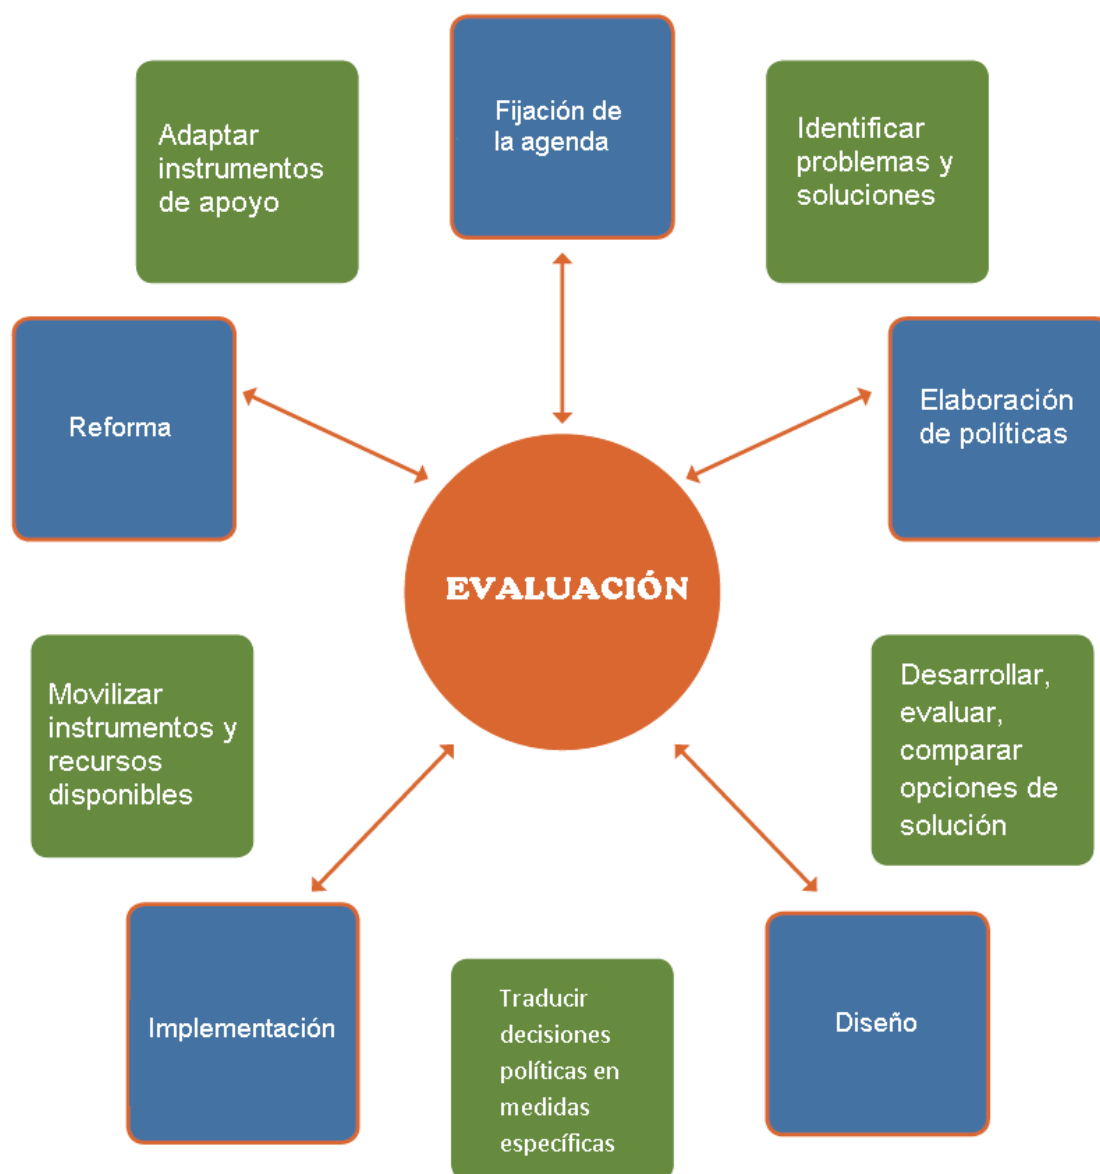 Fijación de
la agenda
Adaptar
instrumentos
de apoyo
Identificar
problemas y
soluciones
Reforma
Elaboración
de políticas
EVALUACIÓN
Movilizar
instrumentos y
recursos
disponibles
Desarrollar,
evaluar,
comparar
opciones de
solución
Implementación
Traducir
decisiones
políticas en
medidas
específicas
Diseño